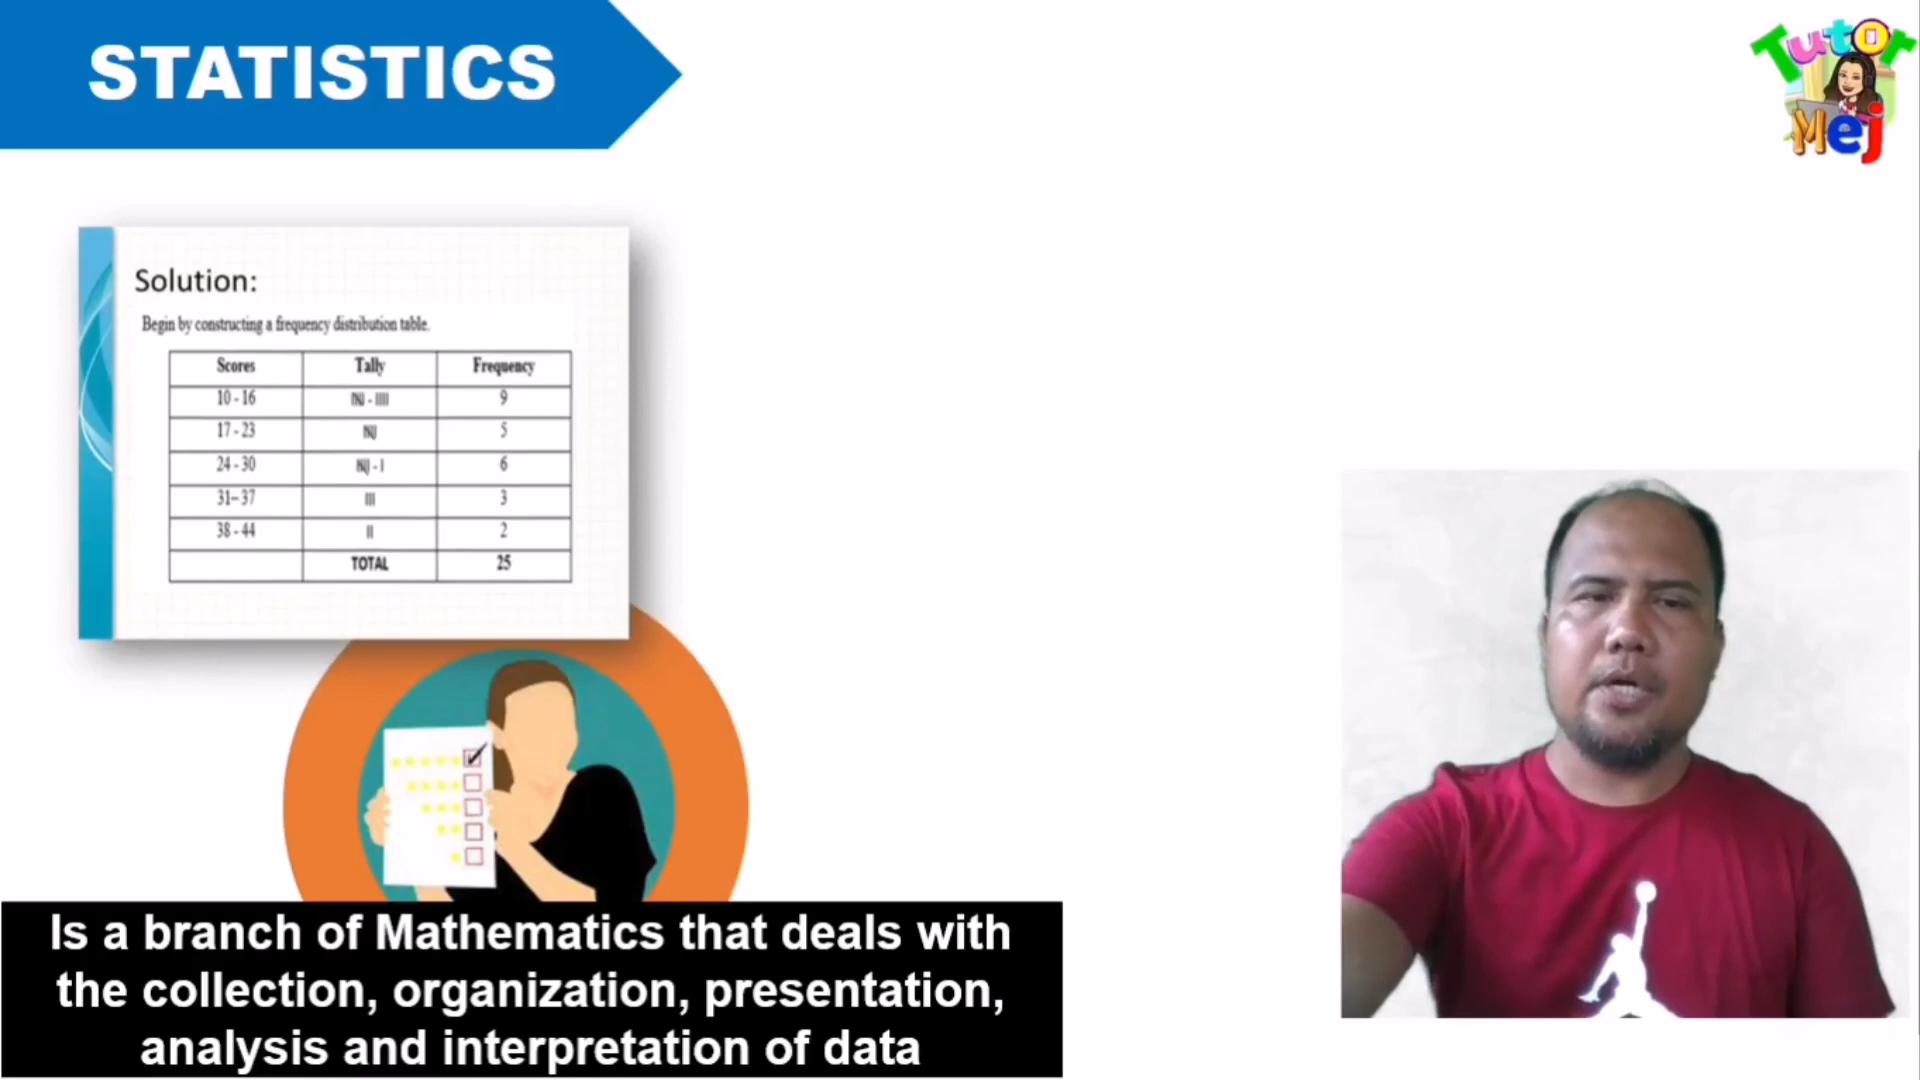 STATISTICS
Tutor
Mej
Solution:
Begin by constructing a frequency distribution table.
Scores Tally Frequency
10 - 16 9
17 - 23 5
24 - 30 6
31– 37 III 3
38 - 44 II 2
TOTAL 25
Is a branch of Mathematics that deals with
the collection, organization, presentation,
analysis and interpretation of data